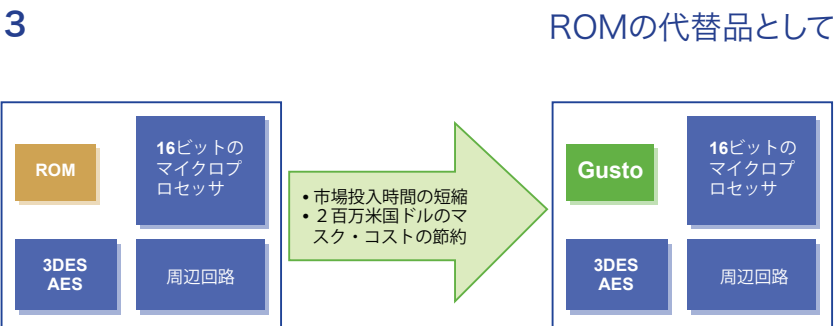 3
ROMの代替品として
ROM
16ビットの
マイクロプ
ロセッサ
3DES
AES
周辺回路
• 市場投入時間の短縮
• ２百万米国ドルのマ
スク・コストの節約
Gusto
16ビットの
マイクロプ
ロセッサ
3DES
AES
周辺回路